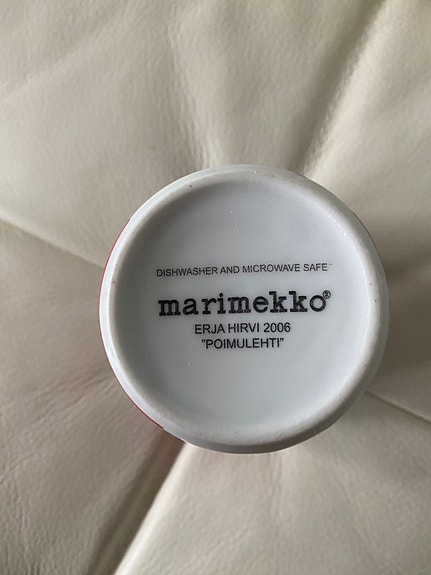 DISHWASHER AND MICROWAVE SAFE
marimekko®
ERJA HIRVI 2006
"POIMULEHTI"